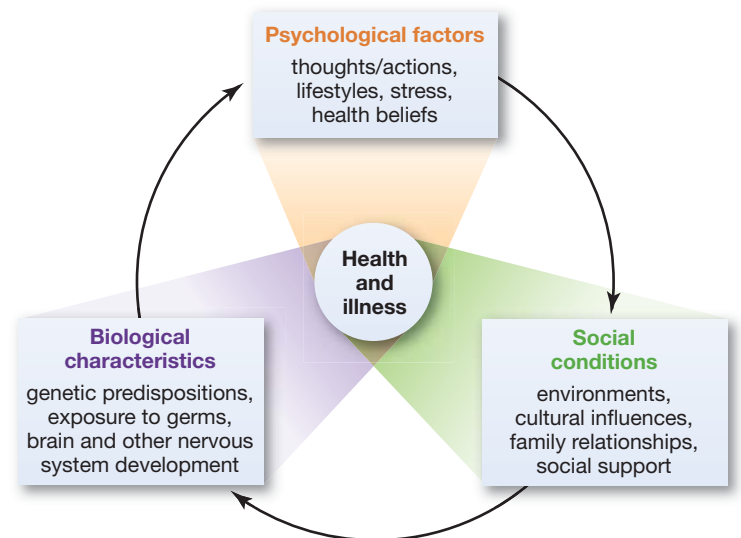 Psychological factors
thoughts/actions,
lifestyles, stress,
health beliefs
Health
and
illness
Biological
characteristics
genetic predispositions,
exposure to germs,
brain and other nervous
system development
Social
conditions
environments,
cultural influences,
family relationships,
social support